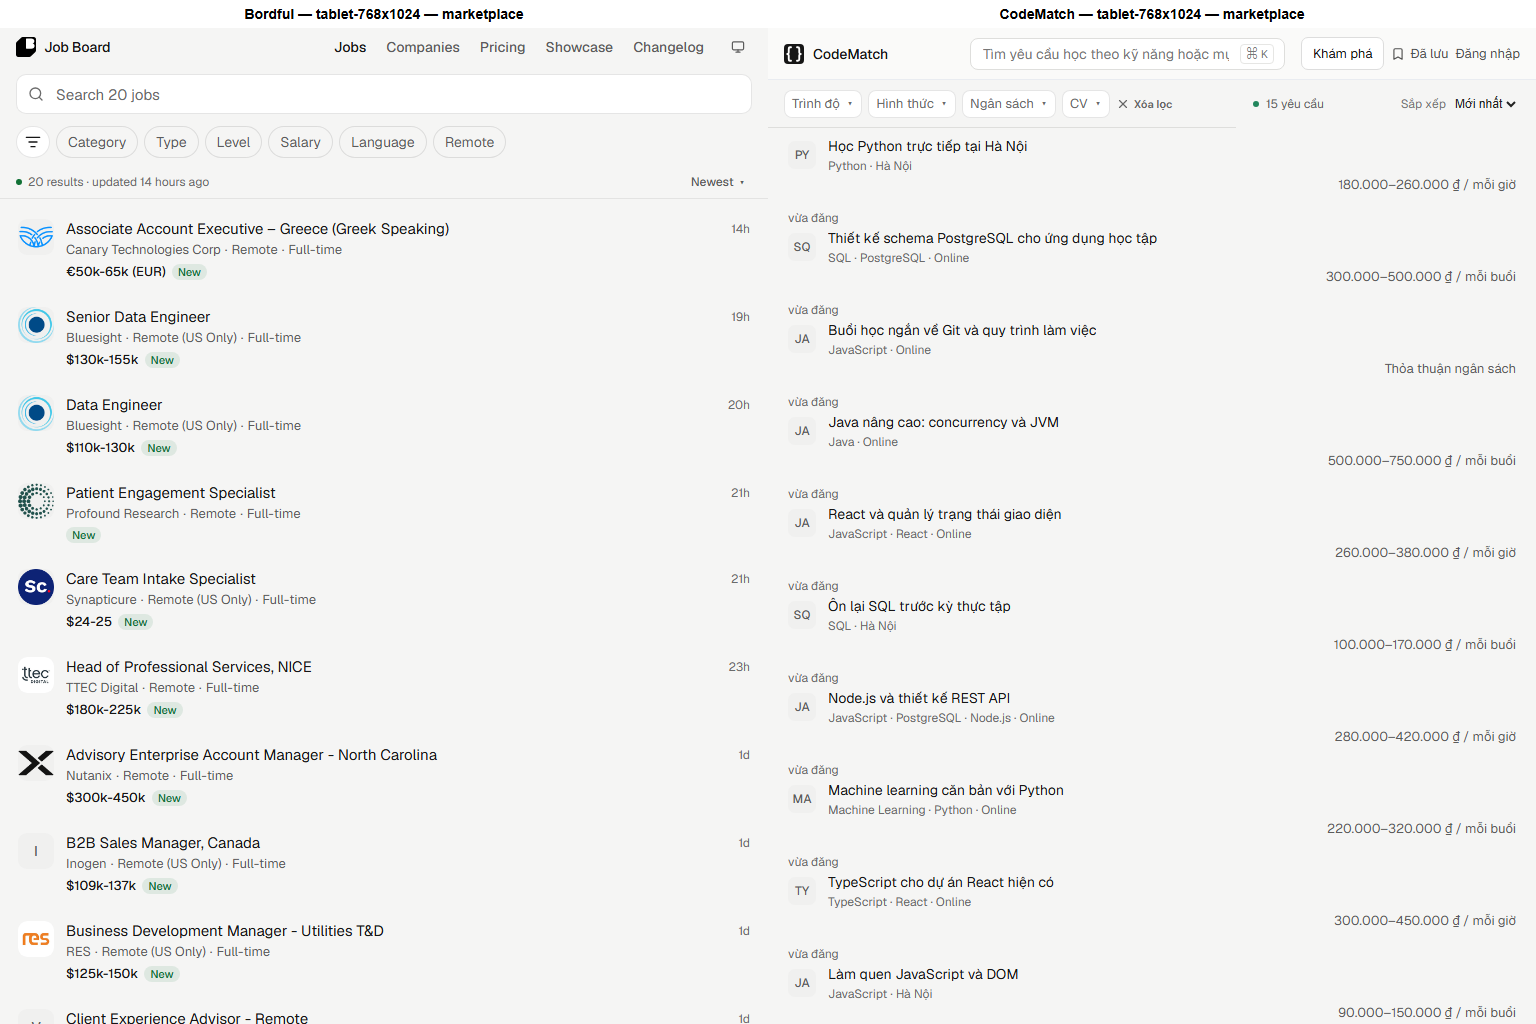 Bordful — tablet-768x1024 — marketplace
Job Board
Jobs Companies Pricing Showcase Changelog
Search 20 jobs
Category Type Level Salary Language Remote
20 results · updated 14 hours ago Newest
Associate Account Executive – Greece (Greek Speaking) 14h
Canary Technologies Corp · Remote · Full-time
€50k-65k (EUR) New
Senior Data Engineer 19h
Bluesight · Remote (US Only) · Full-time
$130k-155k New
Data Engineer 20h
Bluesight · Remote (US Only) · Full-time
$110k-130k New
Patient Engagement Specialist 21h
Profound Research · Remote · Full-time
New
Sc.
Care Team Intake Specialist 21h
Synapticure · Remote (US Only) · Full-time
$24-25 New
ttec DIGITAL
Head of Professional Services, NICE 23h
TTEC Digital · Remote · Full-time
$180k-225k New
Advisory Enterprise Account Manager - North Carolina 1d
Nutanix · Remote · Full-time
$300k-450k New
I
B2B Sales Manager, Canada 1d
Inogen · Remote (US Only) · Full-time
$109k-137k New
res
Business Development Manager - Utilities T&D 1d
RES · Remote (US Only) · Full-time
$125k-150k New
Client Experience Advisor - Remote 1d
CodeMatch — tablet-768x1024 — marketplace
{} CodeMatch
Tìm yêu cầu học theo kỹ năng hoặc mụ ⌘ K
Khám phá Đã lưu Đăng nhập
Trình độ Hình thức Ngân sách CV Xóa lọc
15 yêu cầu Sắp xếp Mới nhất
PY Học Python trực tiếp tại Hà Nội
Python · Hà Nội
180.000–260.000 ₫ / mỗi giờ
vừa đăng
SQ Thiết kế schema PostgreSQL cho ứng dụng học tập
SQL · PostgreSQL · Online
300.000–500.000 ₫ / mỗi buổi
vừa đăng
JA Buổi học ngắn về Git và quy trình làm việc
JavaScript · Online
Thỏa thuận ngân sách
vừa đăng
JA Java nâng cao: concurrency và JVM
Java · Online
500.000–750.000 ₫ / mỗi buổi
vừa đăng
JA React và quản lý trạng thái giao diện
JavaScript · React · Online
260.000–380.000 ₫ / mỗi giờ
vừa đăng
SQ Ôn lại SQL trước kỳ thực tập
SQL · Hà Nội
100.000–170.000 ₫ / mỗi buổi
vừa đăng
JA Node.js và thiết kế REST API
JavaScript · PostgreSQL · Node.js · Online
280.000–420.000 ₫ / mỗi giờ
vừa đăng
MA Machine learning căn bản với Python
Machine Learning · Python · Online
220.000–320.000 ₫ / mỗi buổi
vừa đăng
TY TypeScript cho dự án React hiện có
TypeScript · React · Online
300.000–450.000 ₫ / mỗi giờ
vừa đăng
JA Làm quen JavaScript và DOM
JavaScript · Hà Nội
90.000–150.000 ₫ / mỗi buổi